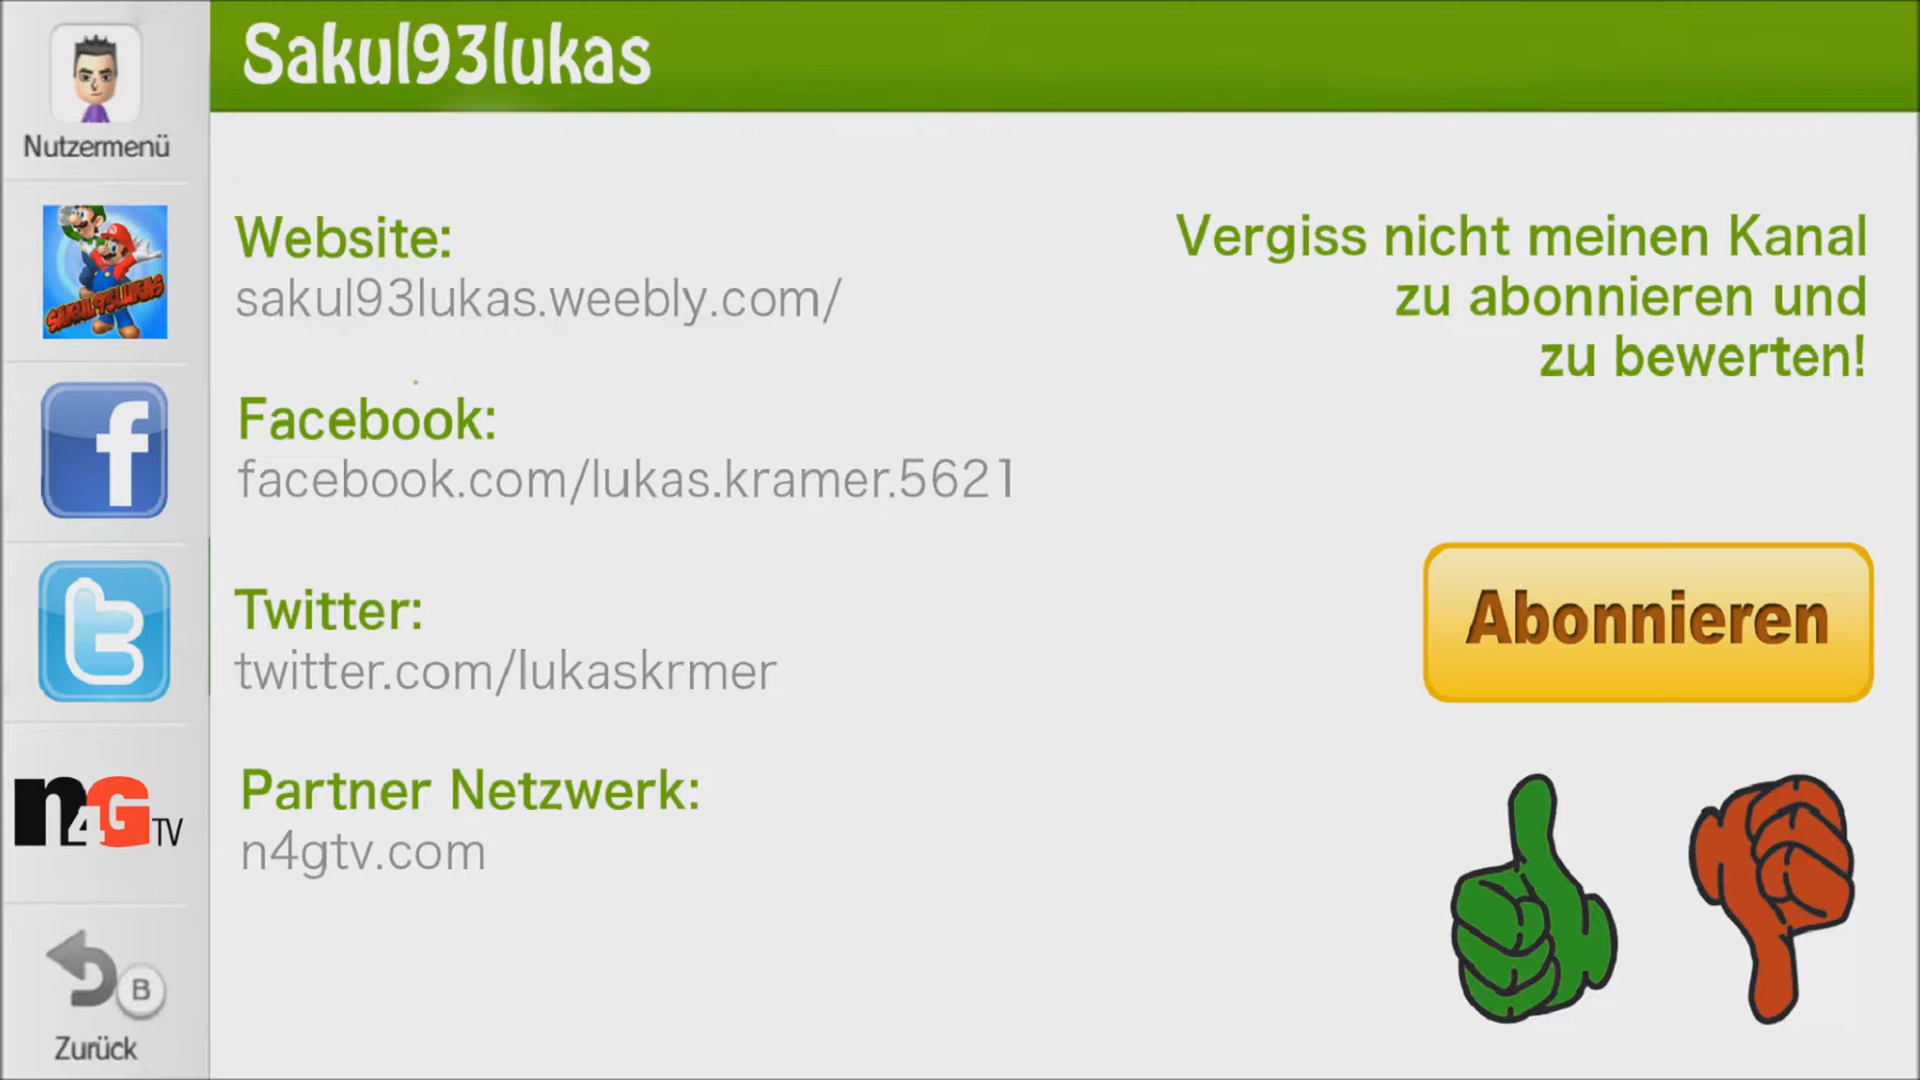 Sakul93lukas
Nutzermenü
SAKUL93LUKAS
Website:
sakul93lukas.weebly.com/
Vergiss nicht meinen Kanal
zu abonnieren und
zu bewerten!
f
Facebook:
facebook.com/lukas.kramer.5621
t
Twitter:
twitter.com/lukaskrmer
Abonnieren
n4G TV
Partner Netzwerk:
n4gtv.com
B
Zurück